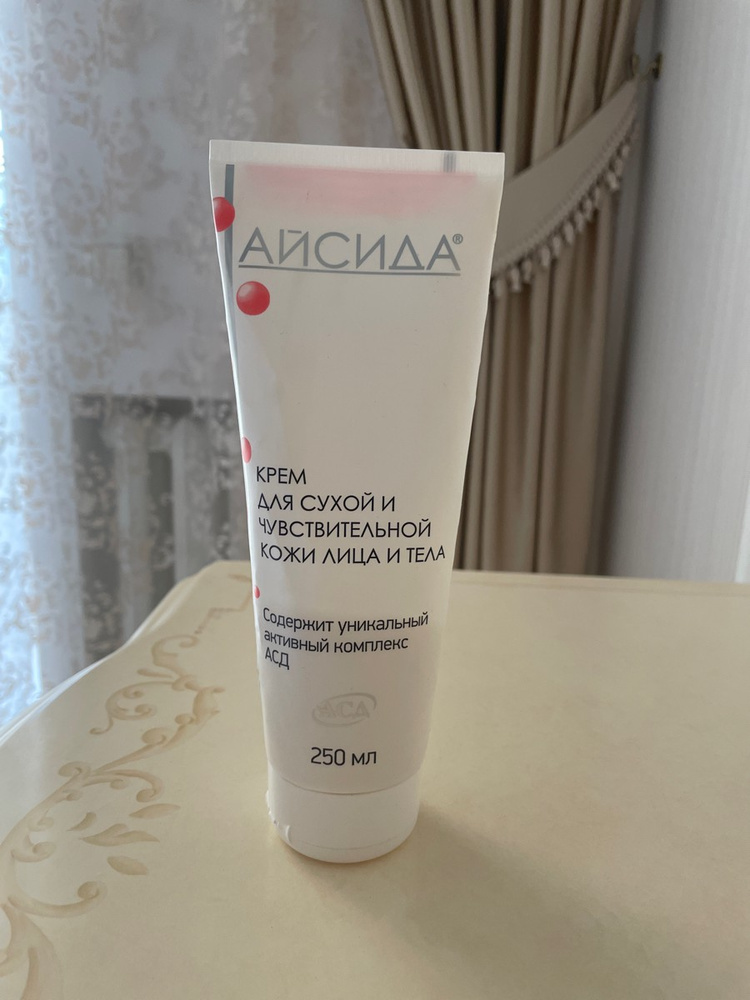 АЙСИДА®
КРЕМ
ДЛЯ СУХОЙ И
ЧУВСТВИТЕЛЬНОЙ
КОЖИ ЛИЦА И ТЕЛА
Содержит уникальный
активный комплекс
АСД
АСД
250 мл